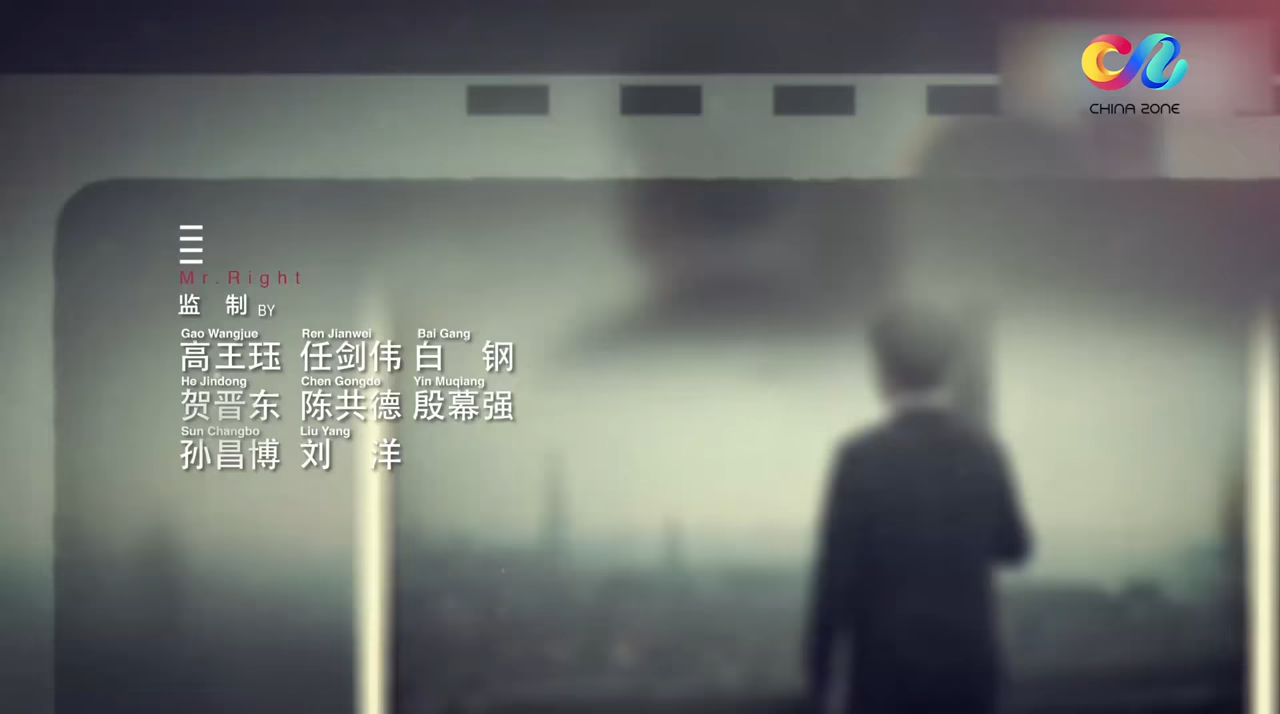 CHINA ZONE
Mr.Right
监 制 BY
Gao Wangjue Ren Jianwei Bai Gang
高王珏 任剑伟 白 钢
He Jindong Chen Gongde Yin Muqiang
贺晋东 陈共德 殷幕强
Sun Changbo Liu Yang
孙昌博 刘 洋